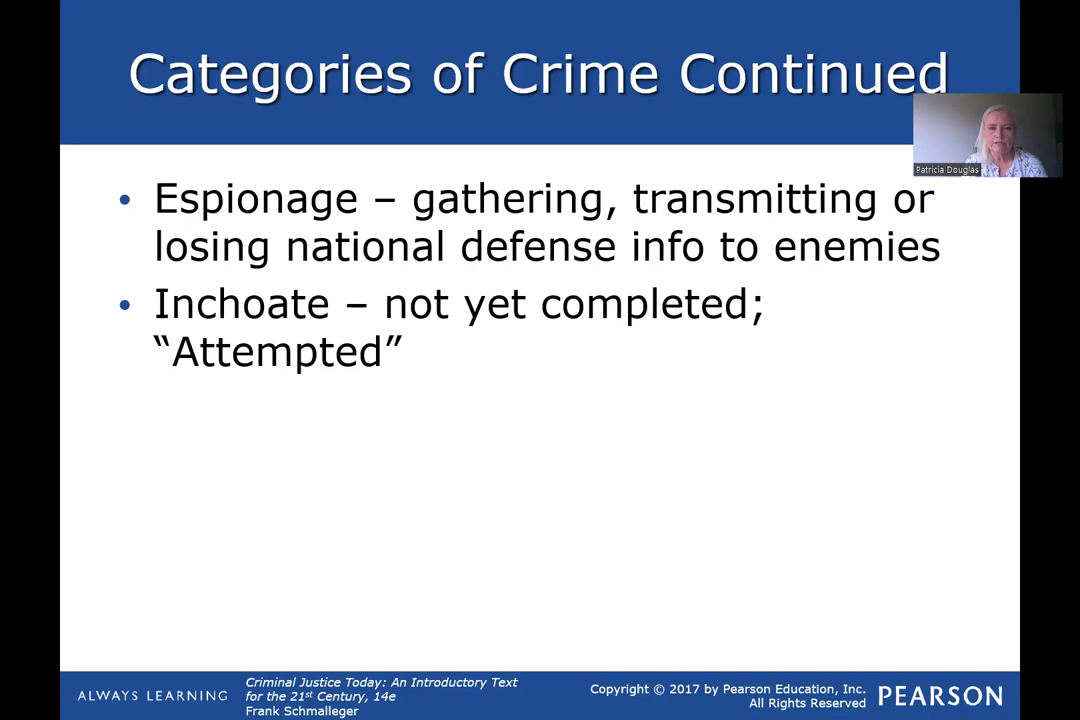 Categories of Crime Continued
Patricia Douglas
• Espionage – gathering, transmitting or
losing national defense info to enemies
• Inchoate – not yet completed;
“Attempted”
ALWAYS LEARNING
Criminal Justice Today: An Introductory Text
for the 21st Century, 14e
Frank Schmalleger
Copyright © 2017 by Pearson Education, Inc.
All Rights Reserved
PEARSON